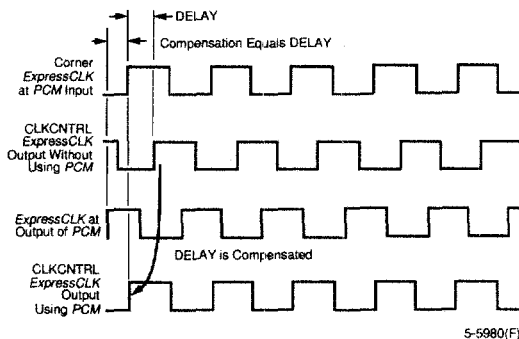 DELAY
Compensation Equals DELAY
Corner
ExpressCLK
at PCM Input
CLKCNTRL
ExpressCLK
Output Without
Using PCM
ExpressCLK at
Output of PCM
DELAY is Compensated
CLKCNTRL
ExpressCLK
Output
Using PCM
5-5980(F)